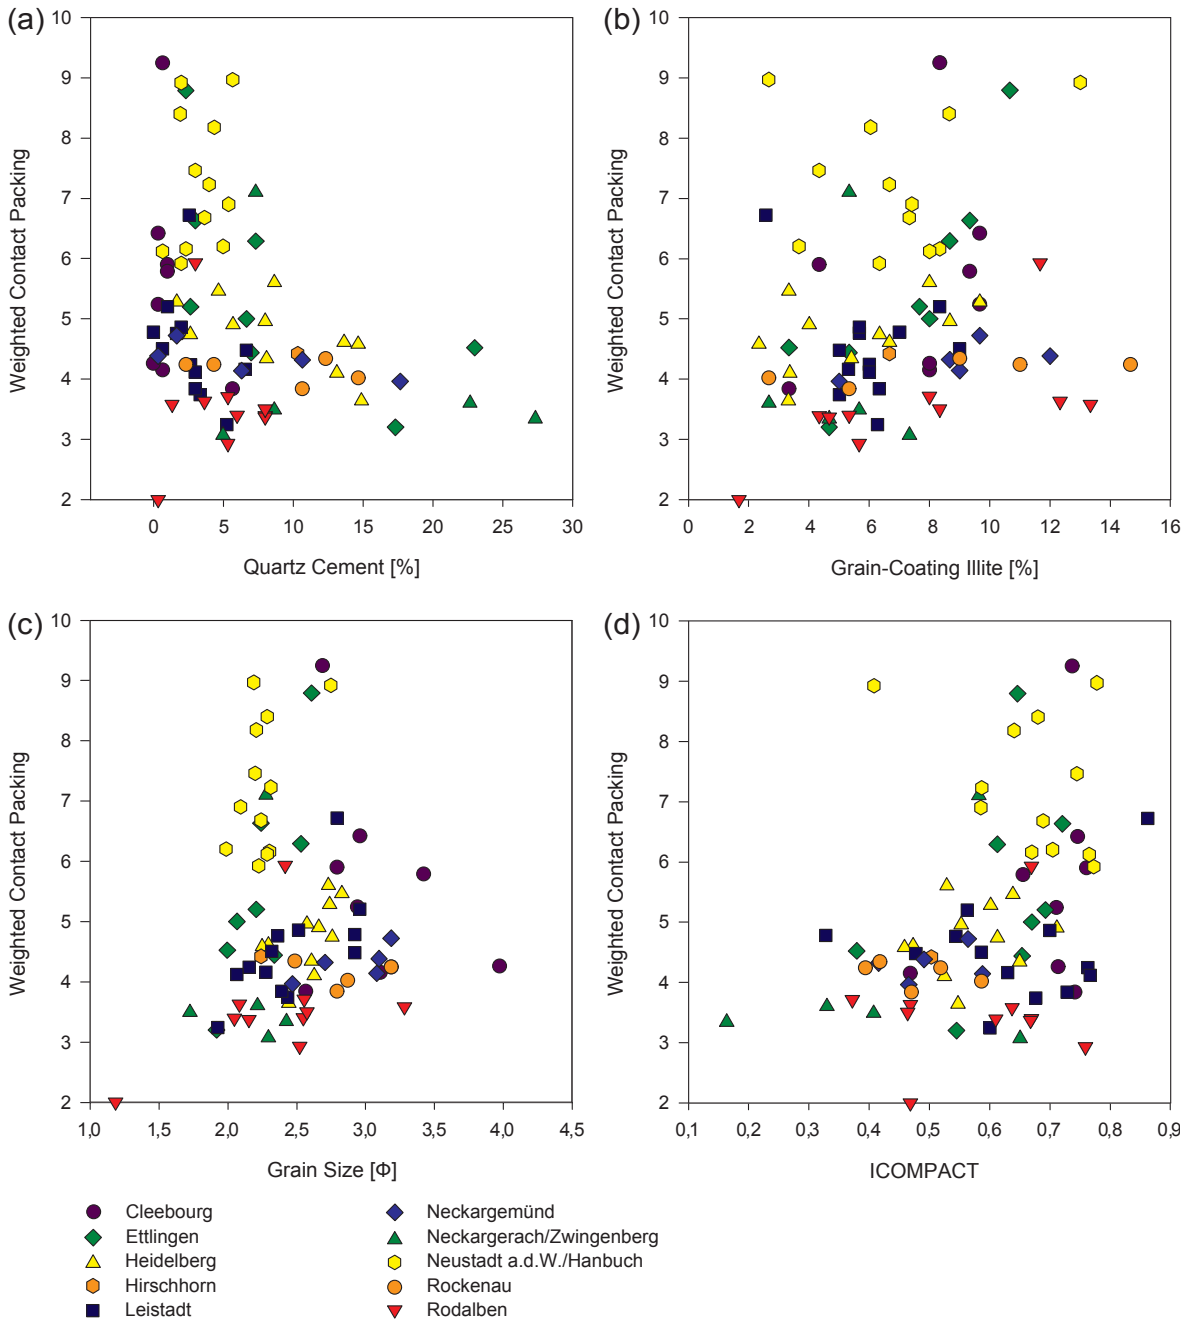 (a)
10
9
8
7
6
5
4
3
2
Weighted Contact Packing
0 5 10 15 20 25 30
Quartz Cement [%]
(b)
10
9
8
7
6
5
4
3
2
Weighted Contact Packing
0 2 4 6 8 10 12 14 16
Grain-Coating Illite [%]
(c)
10
9
8
7
6
5
4
3
2
Weighted Contact Packing
1,0 1,5 2,0 2,5 3,0 3,5 4,0 4,5
Grain Size [Φ]
(d)
10
9
8
7
6
5
4
3
2
Weighted Contact Packing
0,1 0,2 0,3 0,4 0,5 0,6 0,7 0,8 0,9
ICOMPACT
Cleebourg
Ettlingen
Heidelberg
Hirschhorn
Leistadt
Neckargemünd
Neckargerach/Zwingenberg
Neustadt a.d.W./Hanbuch
Rockenau
Rodalben